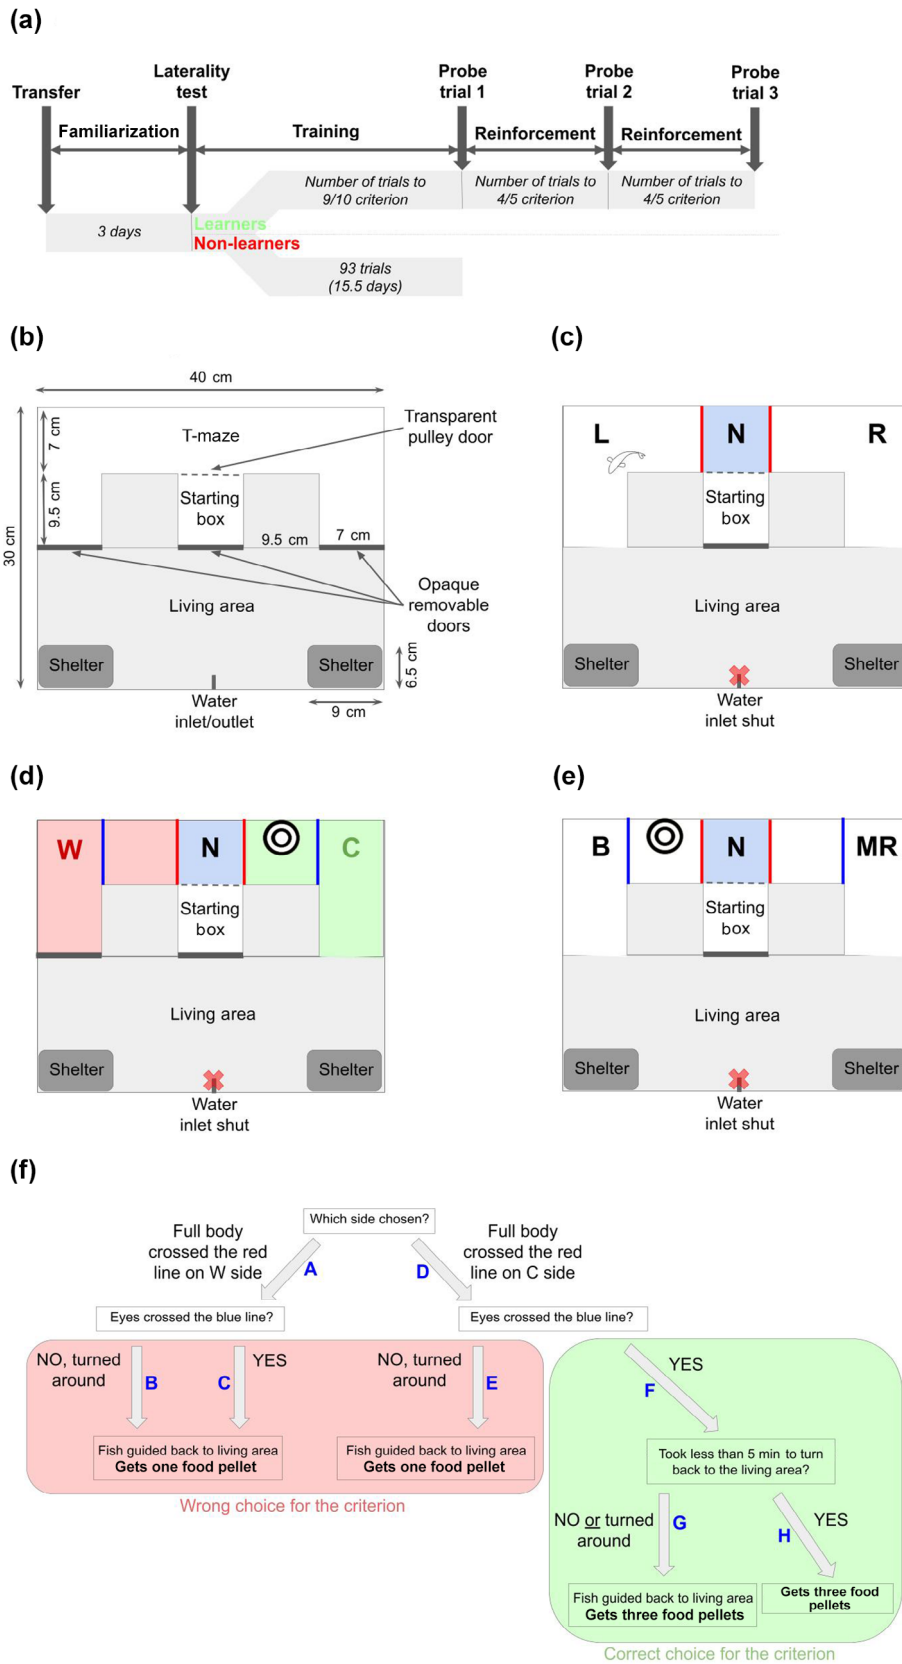 (a)
Transfer
Laterality
test
Probe
trial 1
Probe
trial 2
Probe
trial 3
Familiarization
Training
Reinforcement
Reinforcement
Number of trials to
9/10 criterion
Number of trials to
4/5 criterion
Number of trials to
4/5 criterion
3 days
Learners
Non-learners
93 trials
(15.5 days)
(b)
40 cm
7 cm
T-maze
Transparent
pulley door
9.5 cm
Starting
box
9.5 cm
7 cm
30 cm
Living area
Opaque
removable
doors
Shelter
Shelter
6.5 cm
Water
inlet/outlet
9 cm
(c)
L
N
R
Starting
box
Living area
Shelter
Shelter
Water
inlet shut
(d)
W
N
C
Starting
box
Living area
Shelter
Shelter
Water
inlet shut
(e)
B
N
MR
Starting
box
Living area
Shelter
Shelter
Water
inlet shut
(f)
Which side chosen?
Full body
crossed the red
line on W side
A
D
Full body
crossed the red
line on C side
Eyes crossed the blue line?
Eyes crossed the blue line?
NO, turned
around
B
C
YES
NO, turned
around
E
YES
F
Fish guided back to living area
Gets one food pellet
Fish guided back to living area
Gets one food pellet
Took less than 5 min to turn
back to the living area?
Wrong choice for the criterion
NO or turned
around
G
H
YES
Fish guided back to living area
Gets three food pellets
Gets three food
pellets
Correct choice for the criterion